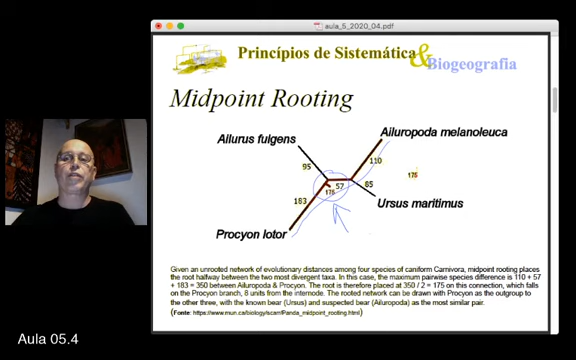 aula_5_2020_04.pdf
Princípios de Sistemática
&Biogeografia
Midpoint Rooting
Ailurus fulgens
Ailuropoda melanoleuca
95
110
175
57
175
85
183
Ursus maritimus
Procyon lotor
Given an unrooted network of evolutionary distances among four species of caniform Carnivora, midpoint rooting places
the root halfway between the two most divergent taxa. In this case, the maximum pairwise species difference is 110 + 57
+ 183 = 350 between Ailuropoda & Procyon. The root is therefore placed at 350 / 2 = 175 on this connection, which falls
on the Procyon branch, 8 units from the internode. The rooted network can be drawn with Procyon as the outgroup to
the other three, with the known bear (Ursus) and suspected bear (Ailuropoda) as the most similar pair.
(Fonte: https://www.mun.ca/biology/scarr/Panda_midpoint_rooting.html)
Aula 05.4